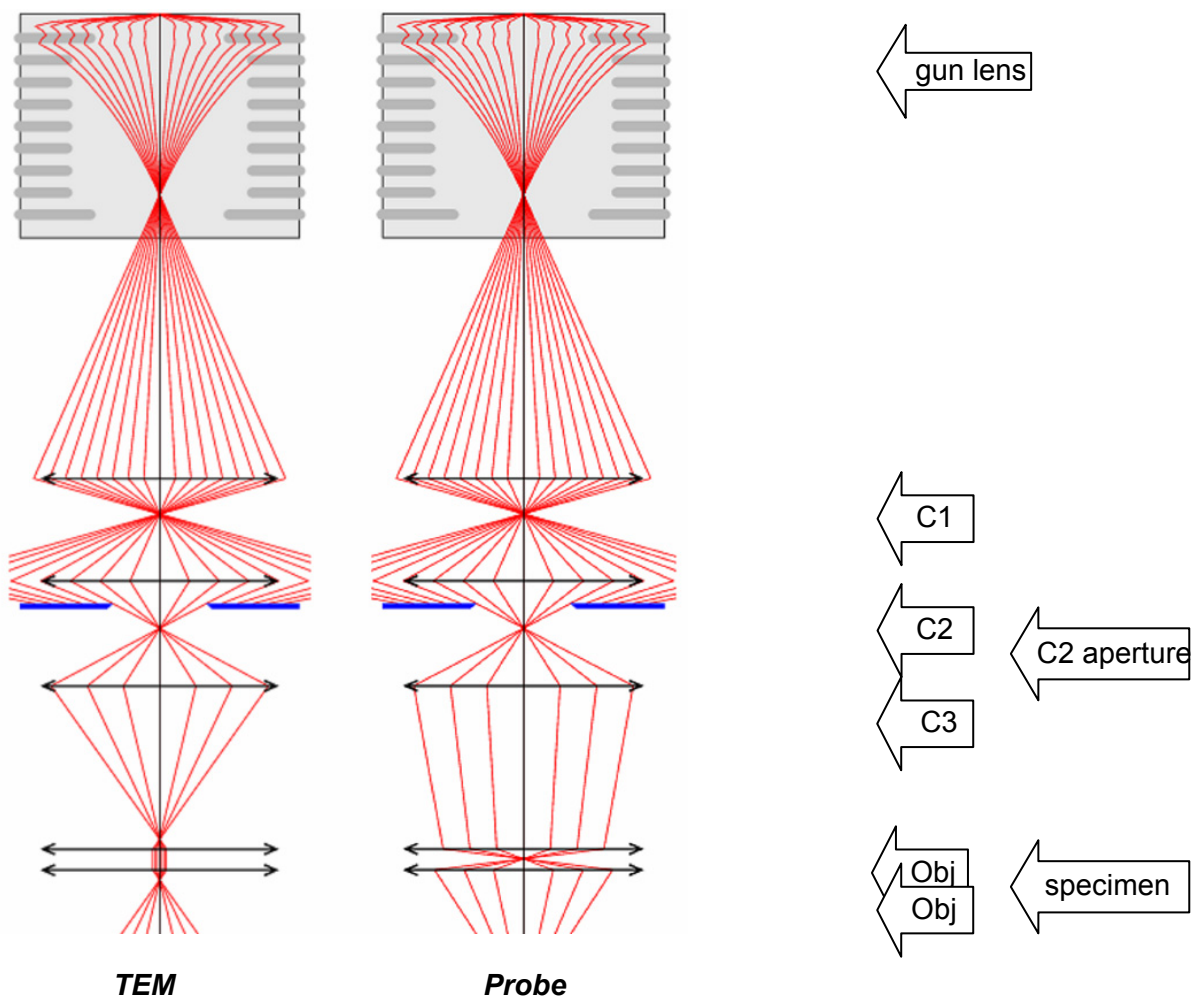 gun lens
C1
C2
C2 aperture
C3
Obj
specimen
Obj
TEM
Probe